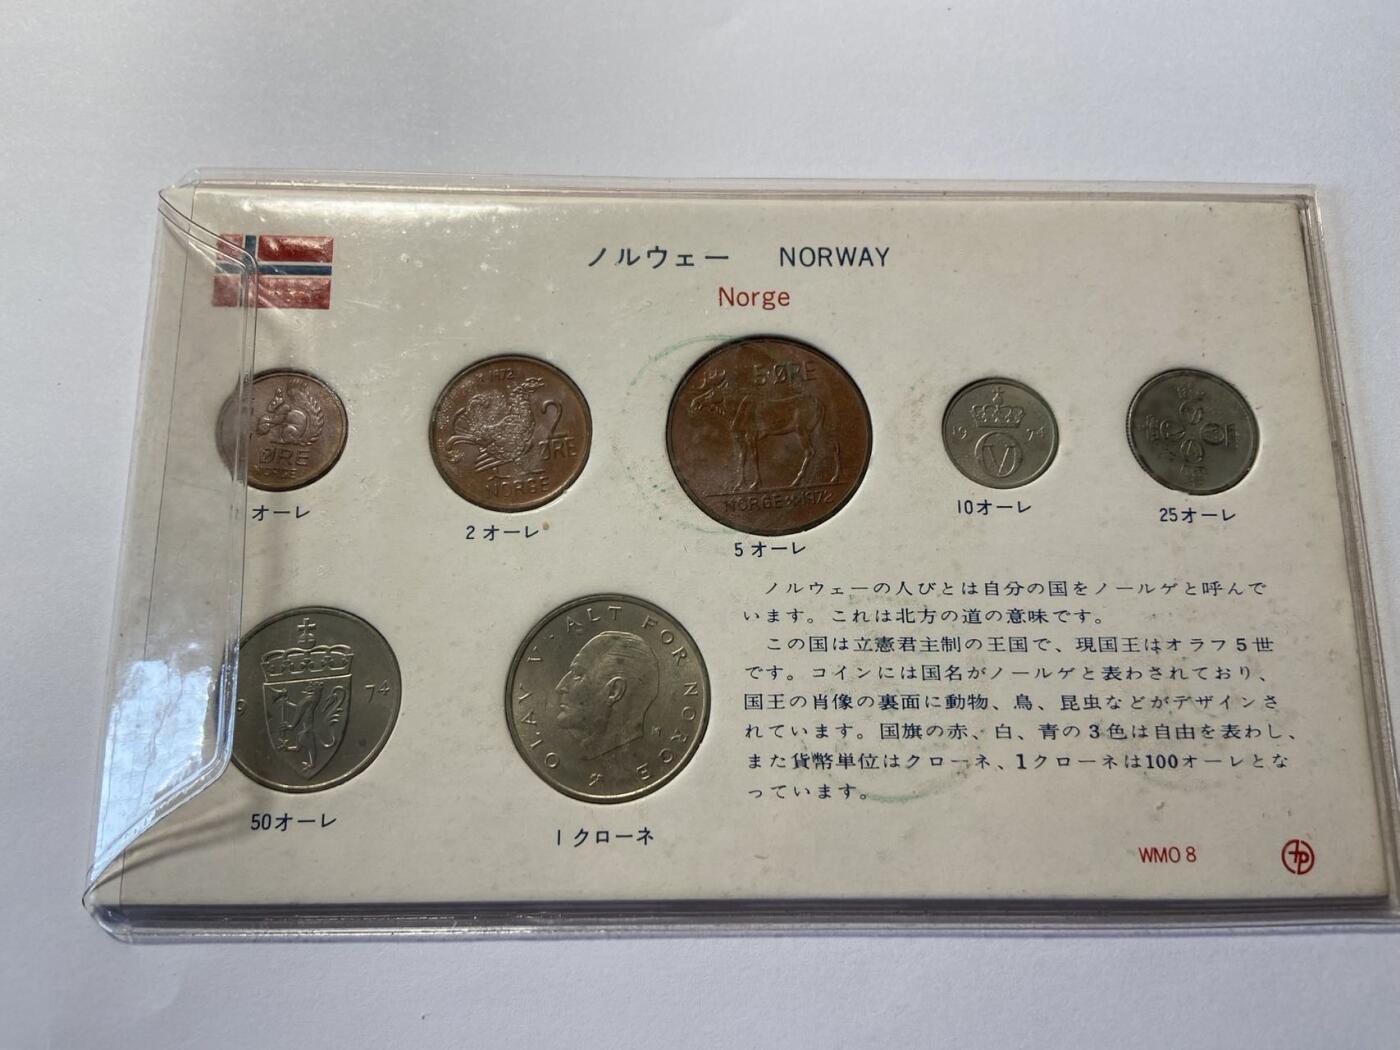 ノルウェー NORWAY
Norge
ØRE
NORGE
1972
2
ØRE
NORGE
5 ØRE
NORGE 1972
19 74
V
オーレ
2 オーレ
5 オーレ
10オーレ
25オーレ
9 74
OLAV V · ALT FOR NORGE
50オーレ
1 クローネ
ノルウェーの人びとは自分の国をノールゲと呼んで
います。これは北方の道の意味です。
この国は立憲君主制の王国で、現国王はオラフ5世
です。コインには国名がノールゲと表わされており、
国王の肖像の裏面に動物、鳥、昆虫などがデザインさ
れています。国旗の赤、白、青の3色は自由を表わし、
また貨幣単位はクローネ、1クローネは100オーレとな
っています。
WMO 8